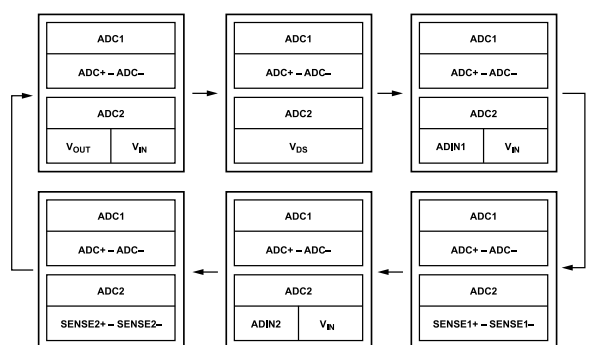 ADC1
ADC+ – ADC–
ADC2
VOUT VIN
ADC1
ADC+ – ADC–
ADC2
VDS
ADC1
ADC+ – ADC–
ADC2
ADIN1 VIN
ADC1
ADC+ – ADC–
ADC2
SENSE2+ – SENSE2–
ADC1
ADC+ – ADC–
ADC2
ADIN2 VIN
ADC1
ADC+ – ADC–
ADC2
SENSE1+ – SENSE1–